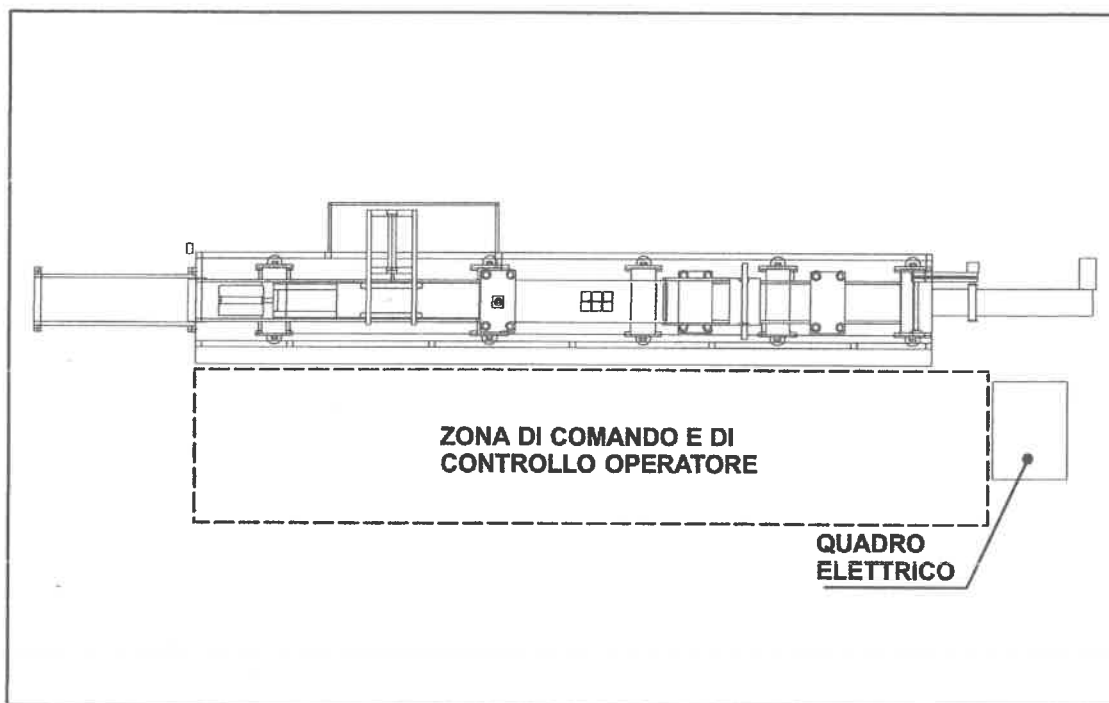 ZONA DI COMANDO E DI
CONTROLLO OPERATORE
QUADRO
ELETTRICO